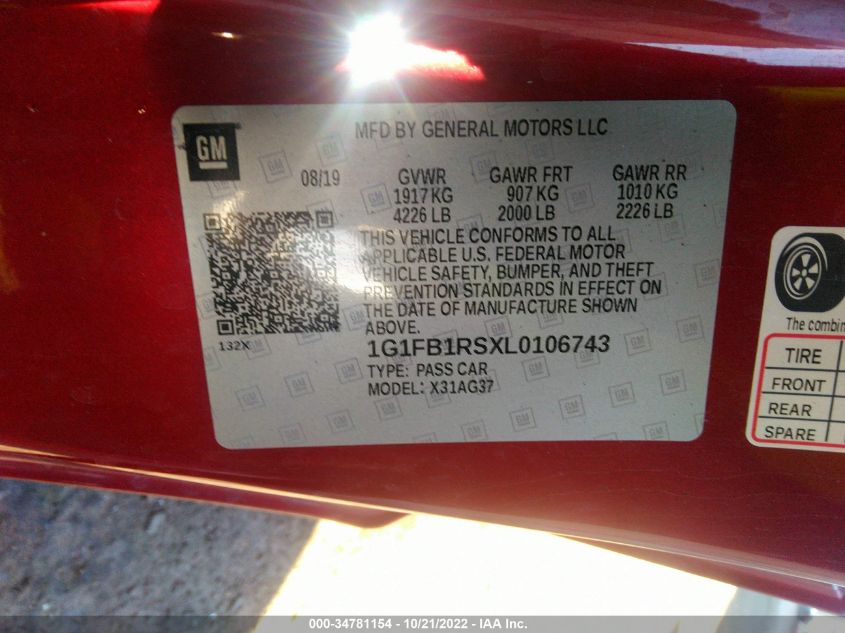 GM
MFD BY GENERAL MOTORS LLC
08/19 GVWR GAWR FRT GAWR RR
1917 KG 907 KG 1010 KG
4226 LB 2000 LB 2226 LB
THIS VEHICLE CONFORMS TO ALL
APPLICABLE U.S. FEDERAL MOTOR
VEHICLE SAFETY, BUMPER, AND THEFT
PREVENTION STANDARDS IN EFFECT ON
THE DATE OF MANUFACTURE SHOWN
ABOVE.
132X
1G1FB1RSXL0106743
TYPE: PASS CAR
MODEL: X31AG37
The combin
TIRE
FRONT
REAR
SPARE
000-34781154 - 10/21/2022 - IAA Inc.